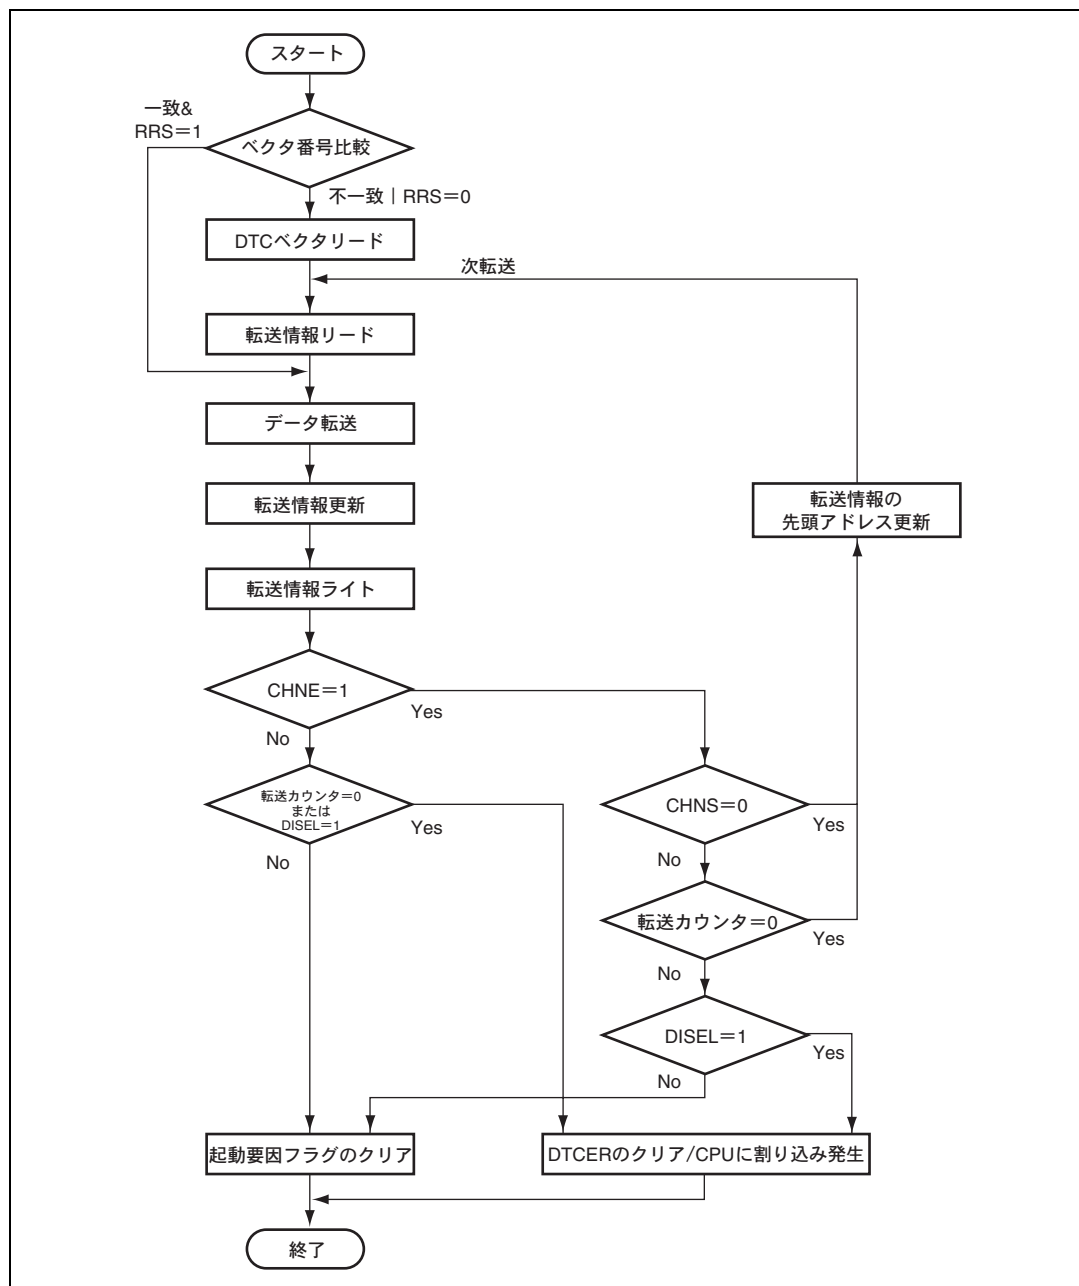 スタート
一致&
RRS=1
ベクタ番号比較
不一致 | RRS=0
DTCベクタリード
次転送
転送情報リード
データ転送
転送情報更新
転送情報の
先頭アドレス更新
転送情報ライト
CHNE=1
Yes
No
転送カウンタ=0
または
DISEL=1
Yes
No
CHNS=0
Yes
No
転送カウンタ=0
Yes
No
DISEL=1
Yes
No
起動要因フラグのクリア
DTCERのクリア/CPUに割り込み発生
終了